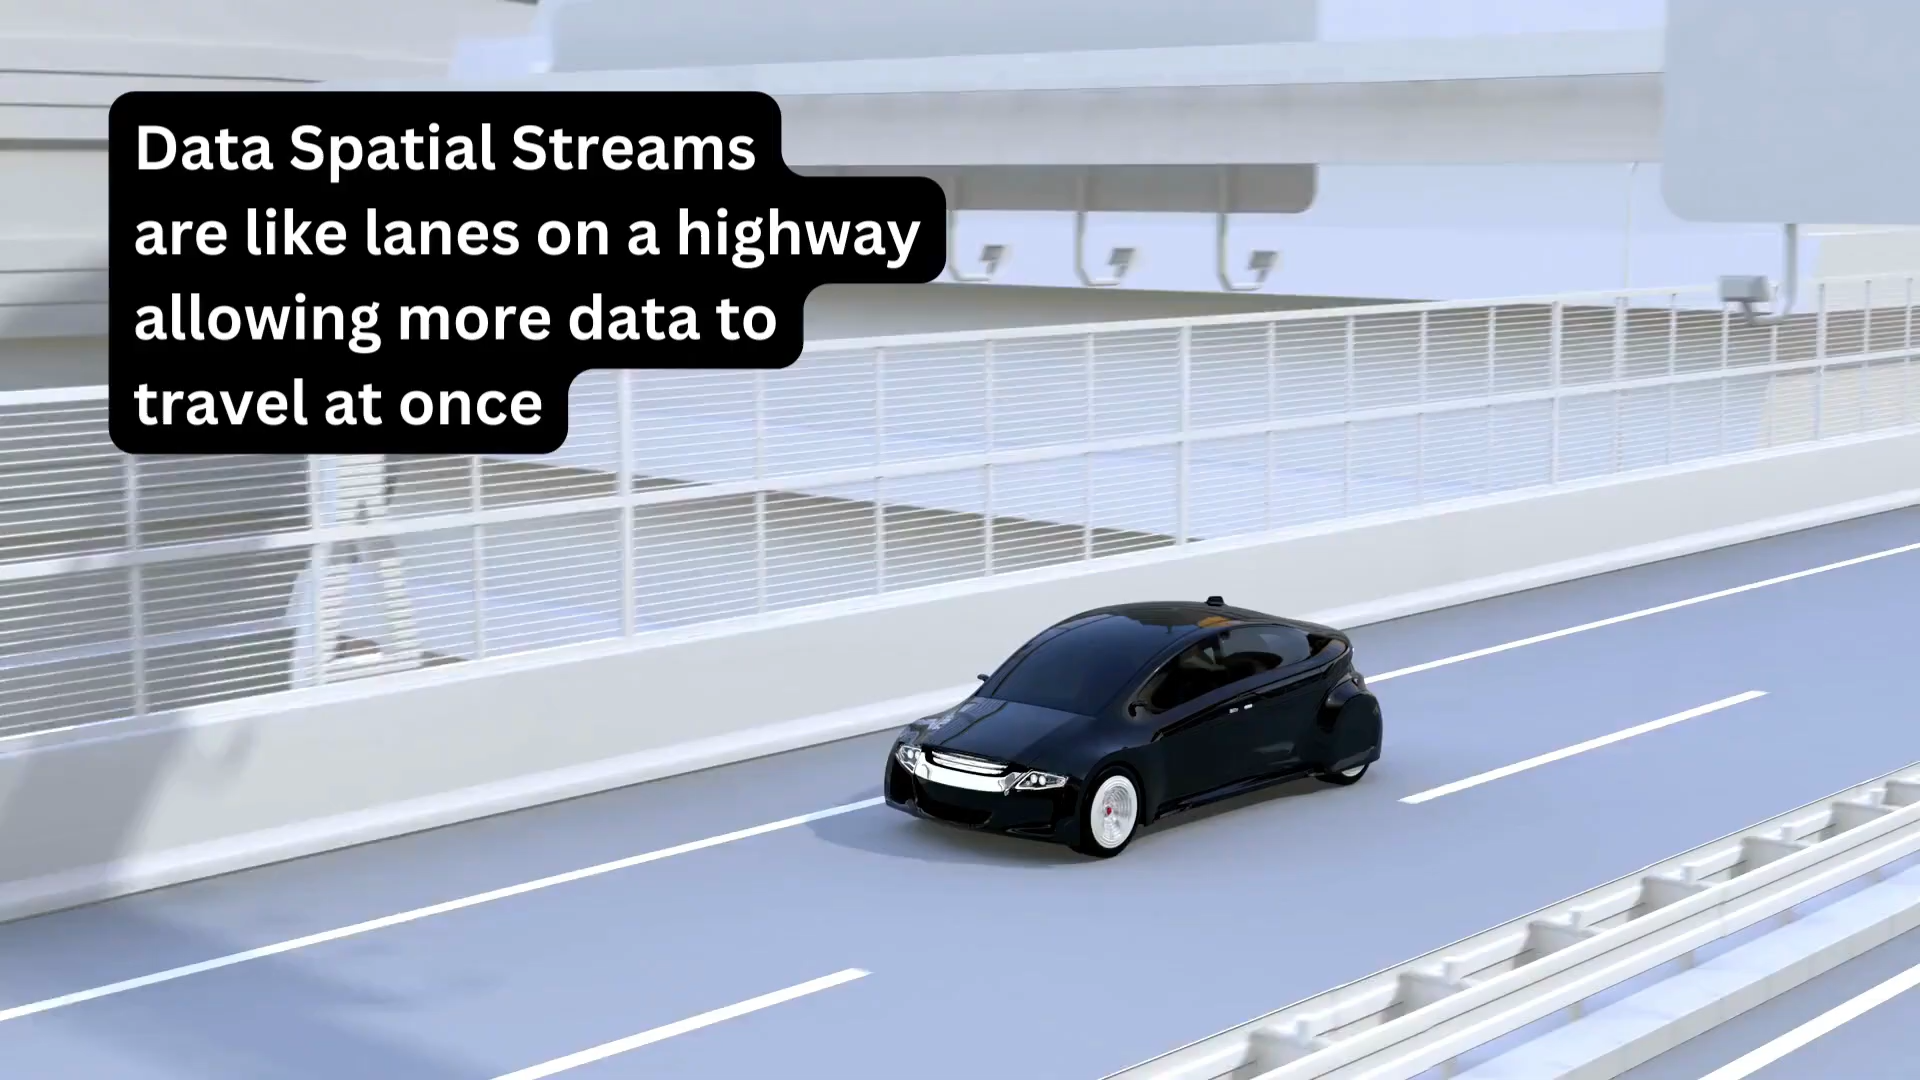 Data Spatial Streams
are like lanes on a highway
allowing more data to
travel at once